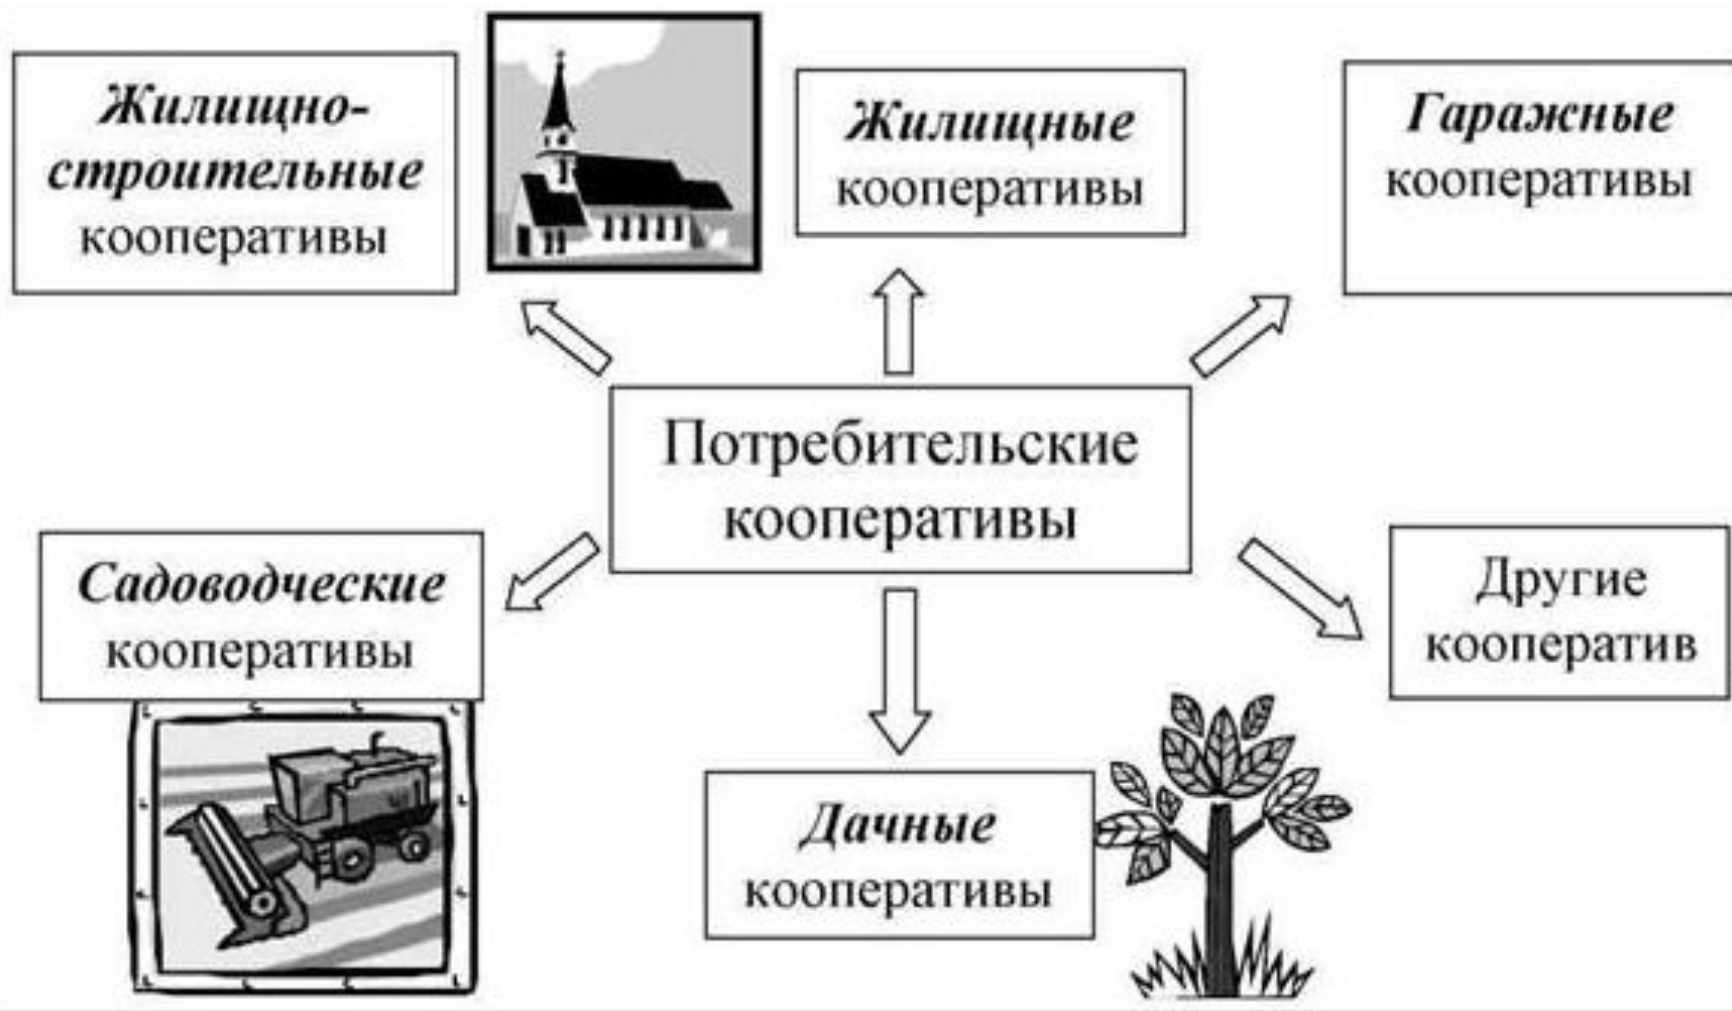 Жилищно-
строительные
кооперативы
Жилищные
кооперативы
Гаражные
кооперативы
Потребительские
кооперативы
Садоводческие
кооперативы
Другие
кооператив
Дачные
кооперативы